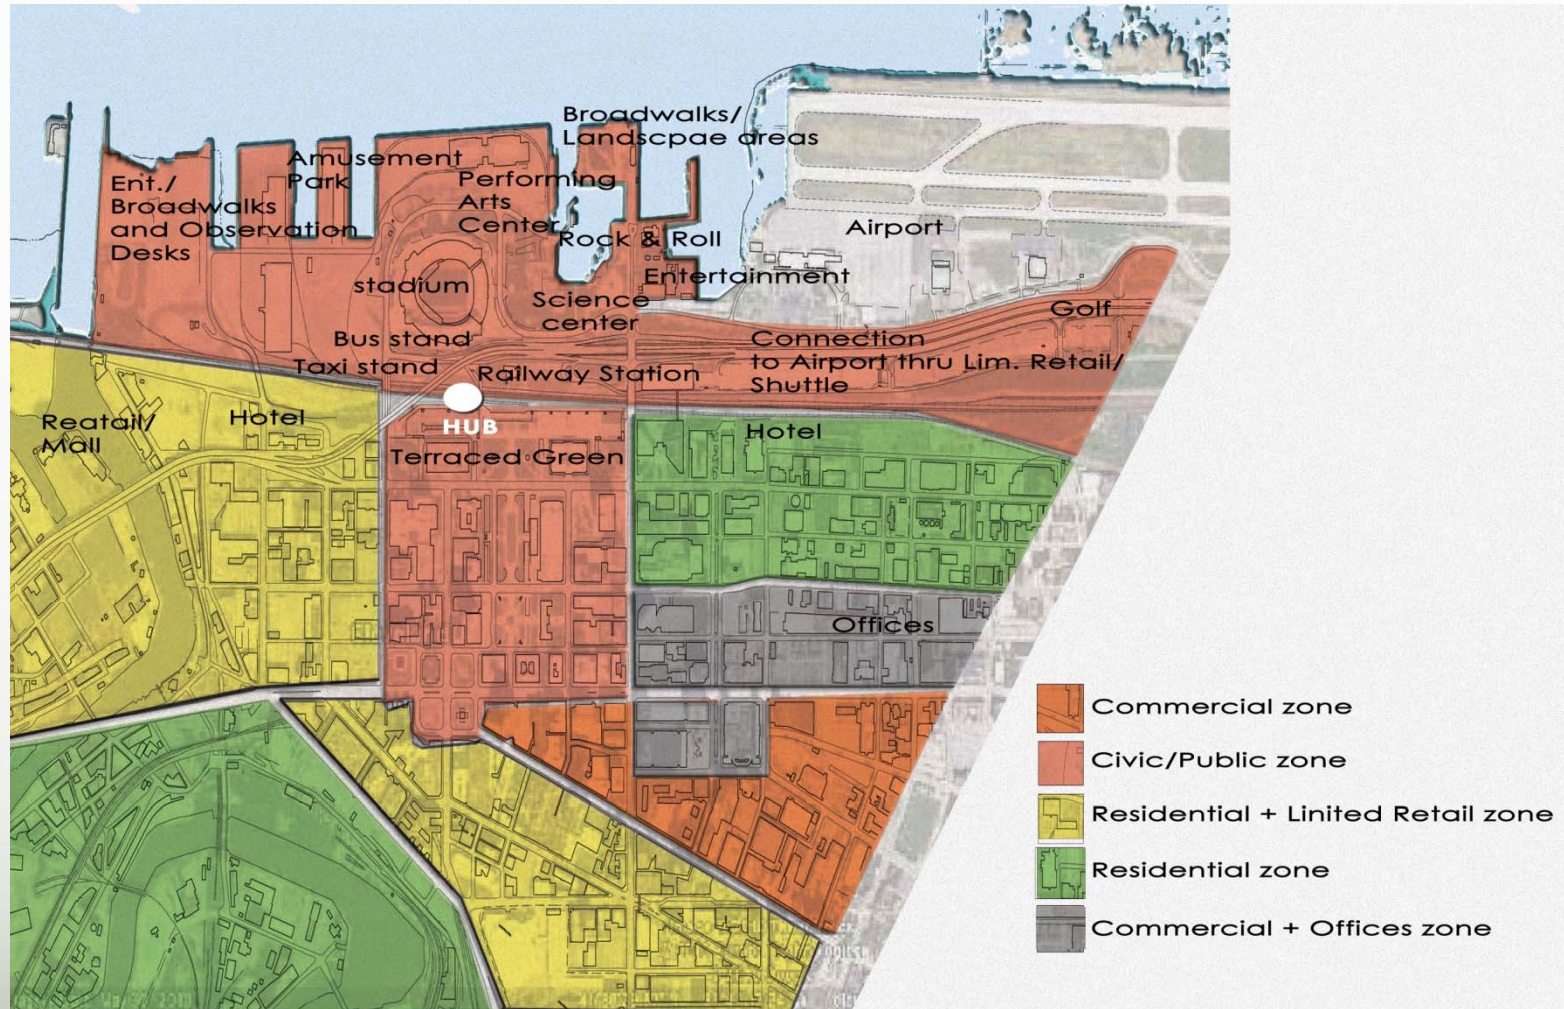 Broadwalks/
Landscpae areas
Amusement
Park
Ent./
Broadwalks
and Observation
Desks
Performing
Arts
Center
Rock & Roll
Airport
Entertainment
stadium
Science
center
Golf
Bus stand
Taxi stand
Railway Station
Connection
to Airport thru Lim. Retail/
Shuttle
Reatail/
Mall
Hotel
HUB
Hotel
Terraced Green
Offices
Commercial zone
Civic/Public zone
Residential + Linited Retail zone
Residential zone
Commercial + Offices zone